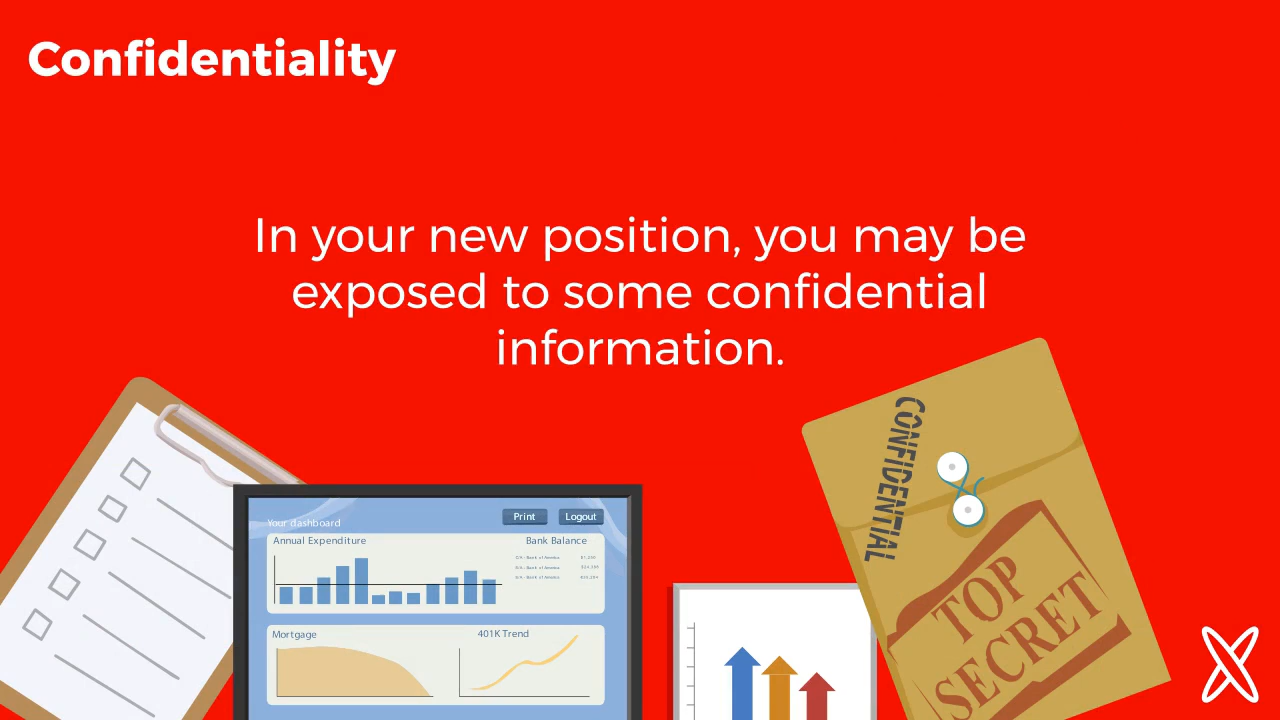 Confidentiality
In your new position, you may be
exposed to some confidential
information.
CONFIDENTIAL
Your dashboard
Print
Logout
Annual Expenditure
Bank Balance
Mortgage
401K Trend
TOP
SECRET